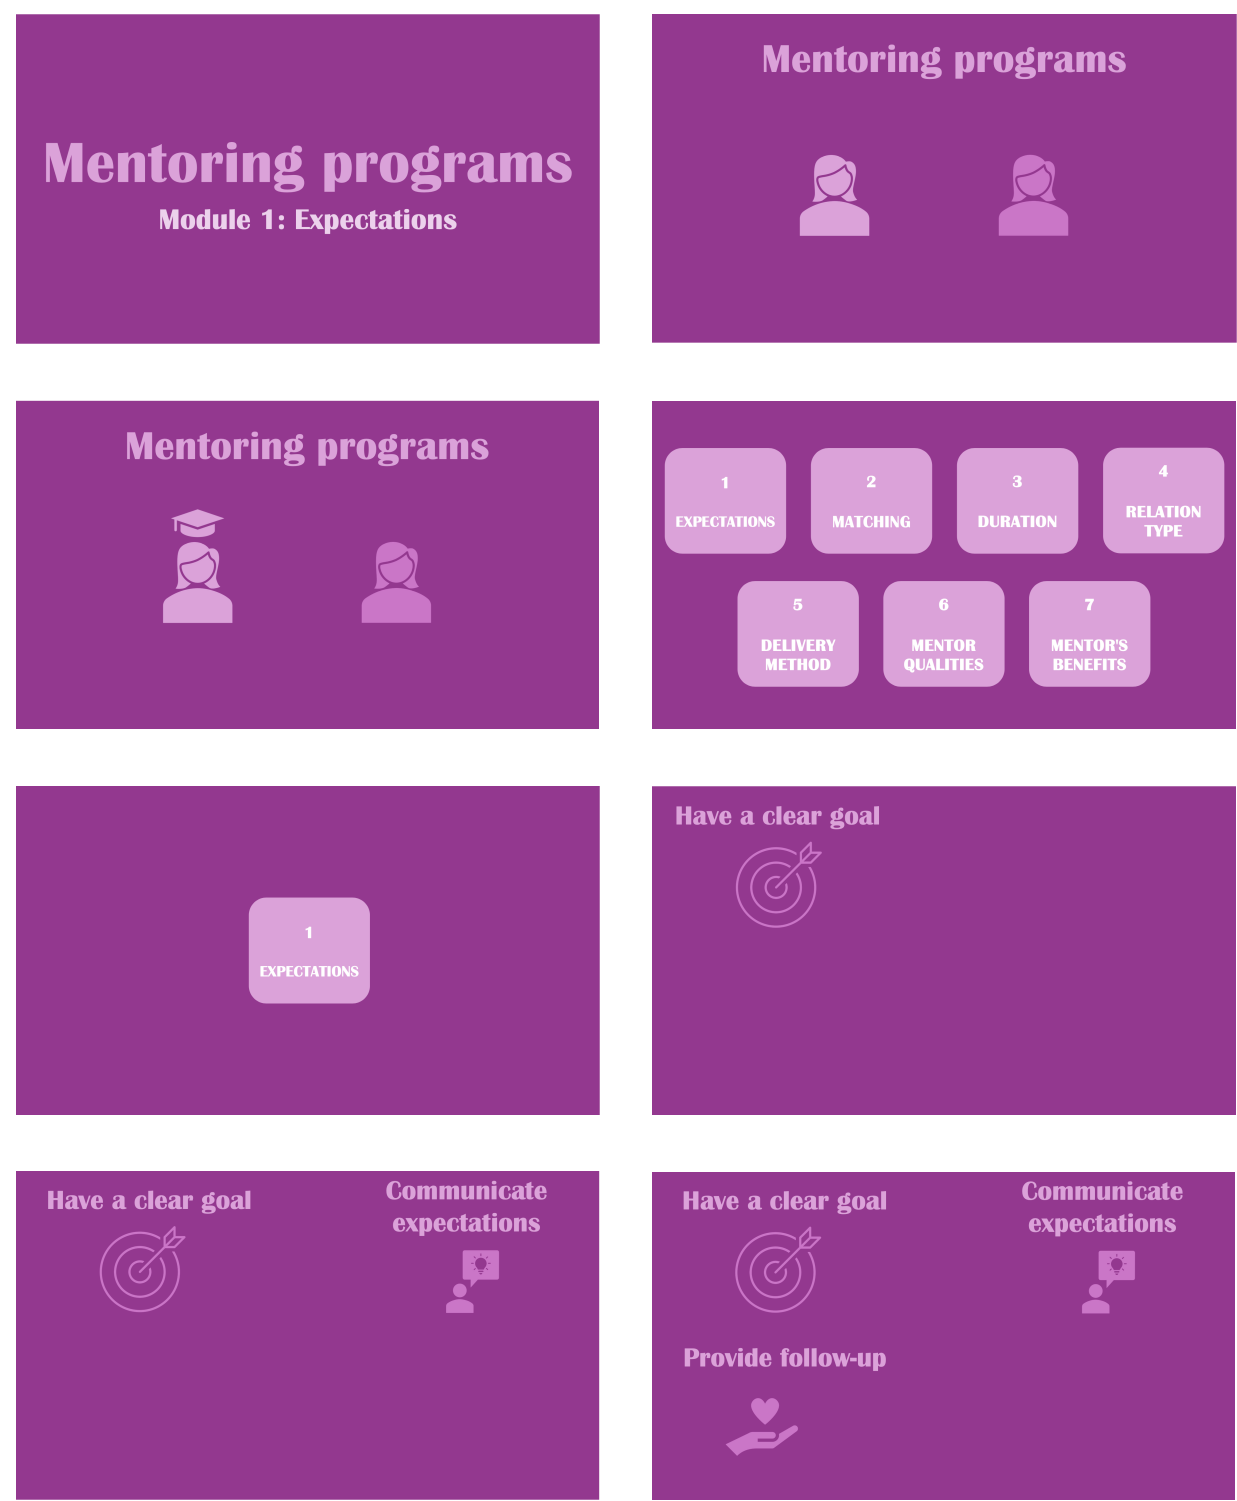 Mentoring programs
Module 1: Expectations
Mentoring programs
Mentoring programs
1
EXPECTATIONS
2
MATCHING
3
DURATION
4
RELATION
TYPE
5
DELIVERY
METHOD
6
MENTOR
QUALITIES
7
MENTOR'S
BENEFITS
1
EXPECTATIONS
Have a clear goal
Have a clear goal
Communicate
expectations
Have a clear goal
Communicate
expectations
Provide follow-up